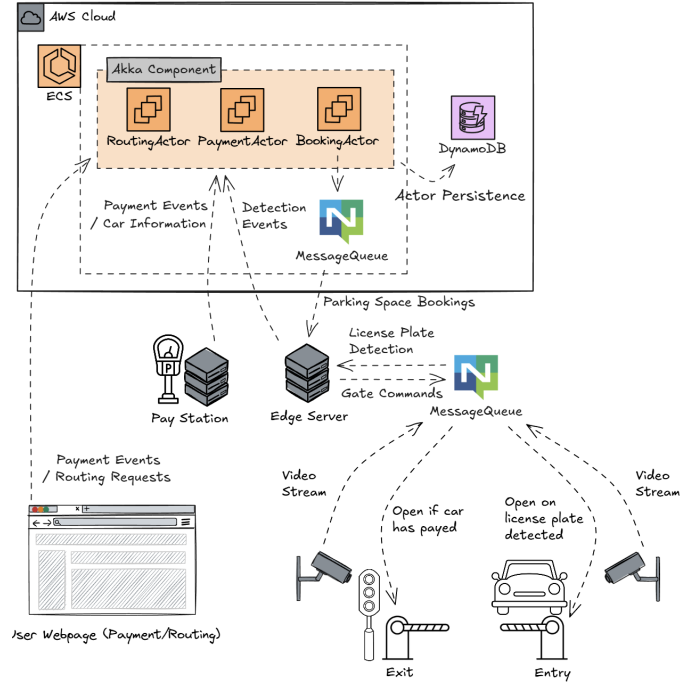 AWS Cloud
ECS
Akka Component
RoutingActor
PaymentActor
BookingActor
DynamoDB
Actor Persistence
Payment Events
/ Car Information
Detection
Events
MessageQueue
Parking Space Bookings
License Plate
Detection
Gate Commands
MessageQueue
P
Pay Station
Edge Server
Payment Events
/ Routing Requests
Video
Stream
Open if car
has payed
Open on
license plate
detected
Video
Stream
x +
User Webpage (Payment/Routing)
Exit
Entry